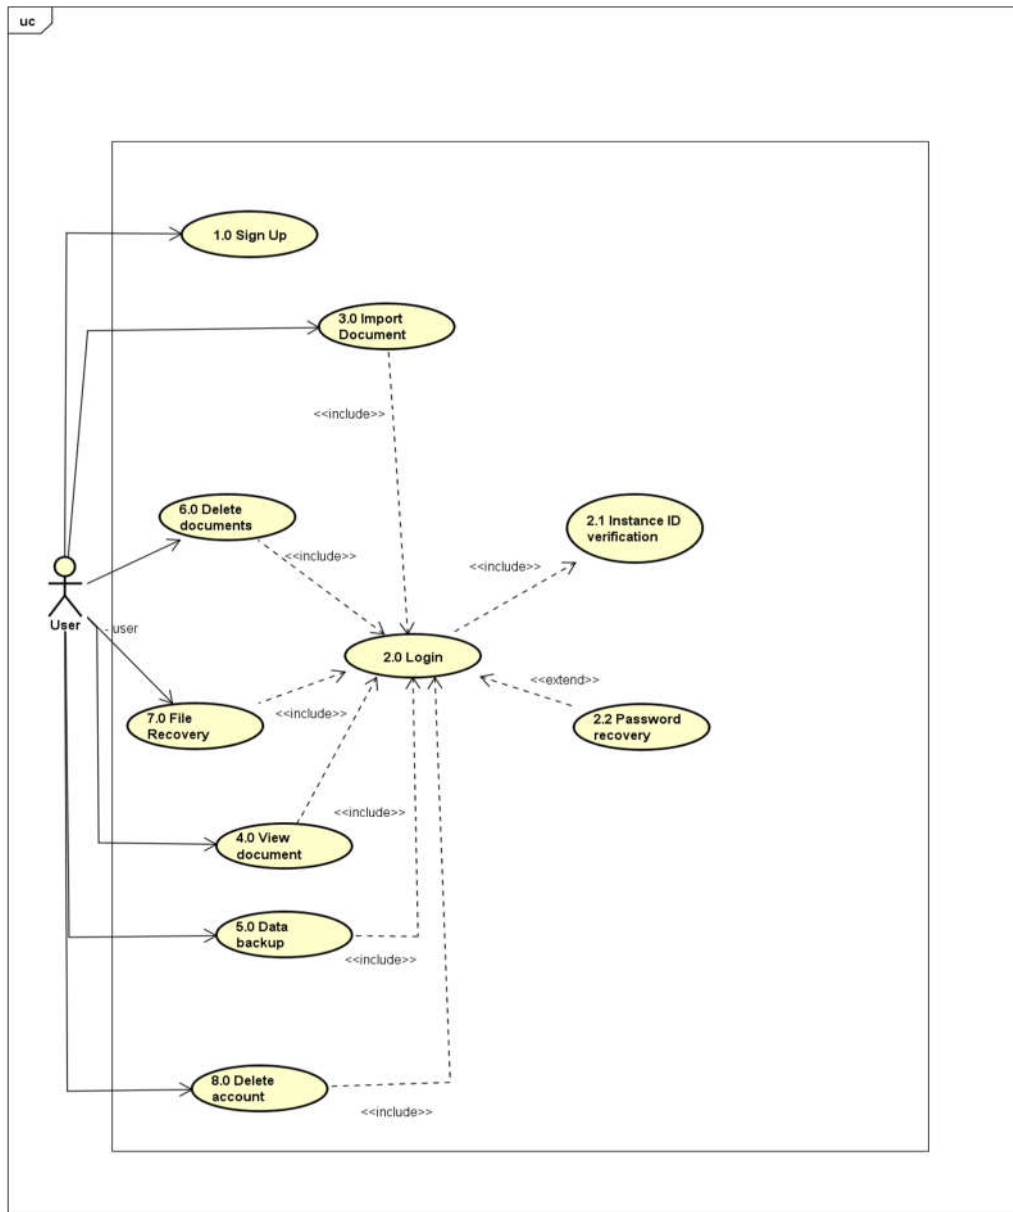 uc
1.0 Sign Up
3.0 Import
Document
<<include>>
6.0 Delete
documents
<<include>>
2.1 Instance ID
verification
<<include>>
User
- user
2.0 Login
<<extend>>
2.2 Password
recovery
7.0 File
Recovery
<<include>>
<<include>>
4.0 View
document
5.0 Data
backup
<<include>>
8.0 Delete
account
<<include>>